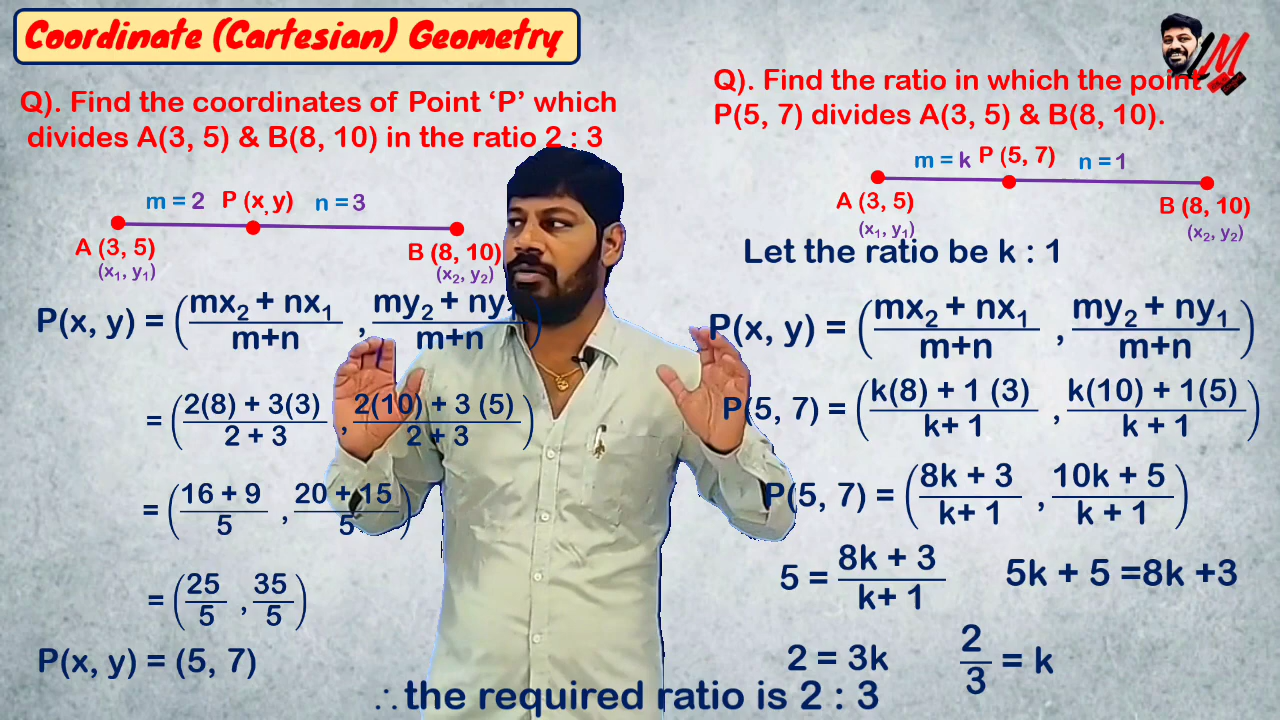 Coordinate (Cartesian) Geometry
Q). Find the coordinates of Point ‘P’ which
divides A(3, 5) & B(8, 10) in the ratio 2 : 3
m = 2 P (x, y) n = 3
A (3, 5) B (8, 10)
(x₁, y₁) (x₂, y₂)
P(x, y) = (mx₂ + nx₁ / m+n , my₂ + ny₁ / m+n)
= (2(8) + 3(3) / 2 + 3 , 2(10) + 3 (5) / 2 + 3)
= (16 + 9 / 5 , 20 + 15 / 5)
= (25 / 5 , 35 / 5)
P(x, y) = (5, 7)
LM
Q). Find the ratio in which the point
P(5, 7) divides A(3, 5) & B(8, 10).
m = k P (5, 7) n = 1
A (3, 5) B (8, 10)
(x₁, y₁) (x₂, y₂)
Let the ratio be k : 1
P(x, y) = (mx₂ + nx₁ / m+n , my₂ + ny₁ / m+n)
P(5, 7) = (k(8) + 1 (3) / k+ 1 , k(10) + 1(5) / k + 1)
P(5, 7) = (8k + 3 / k+ 1 , 10k + 5 / k + 1)
5 = 8k + 3 / k+ 1 5k + 5 =8k +3
2 = 3k 2 / 3 = k
∴the required ratio is 2 : 3